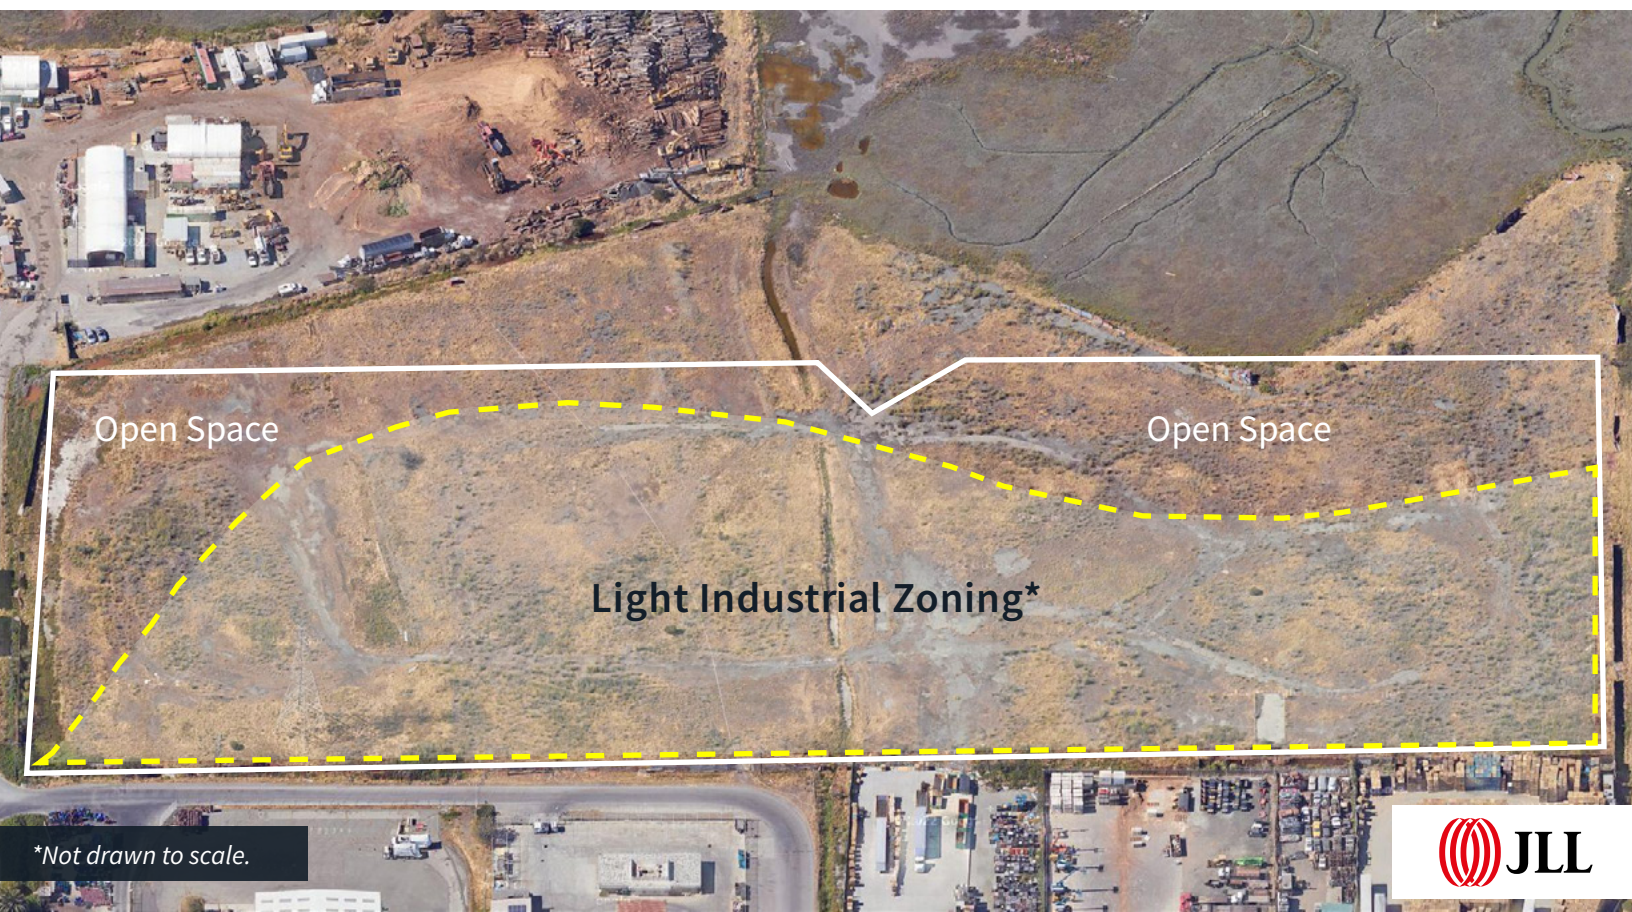 Open Space
Open Space
Light Industrial Zoning*
*Not drawn to scale.
JLL